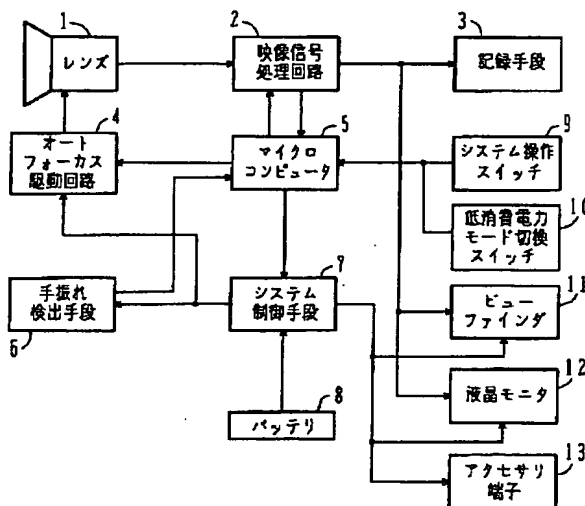 1
レンズ
2
映像信号
処理回路
3
記録手段
4
オート
フォーカス
駆動回路
5
マイクロ
コンピュータ
9
システム操作
スイッチ
10
低消費電力
モード切換
スイッチ
手振れ
検出手段
6
7
システム
制御手段
11
ビュー
ファインダ
8
バッテリ
12
液晶モニタ
13
アクセサリ
端子